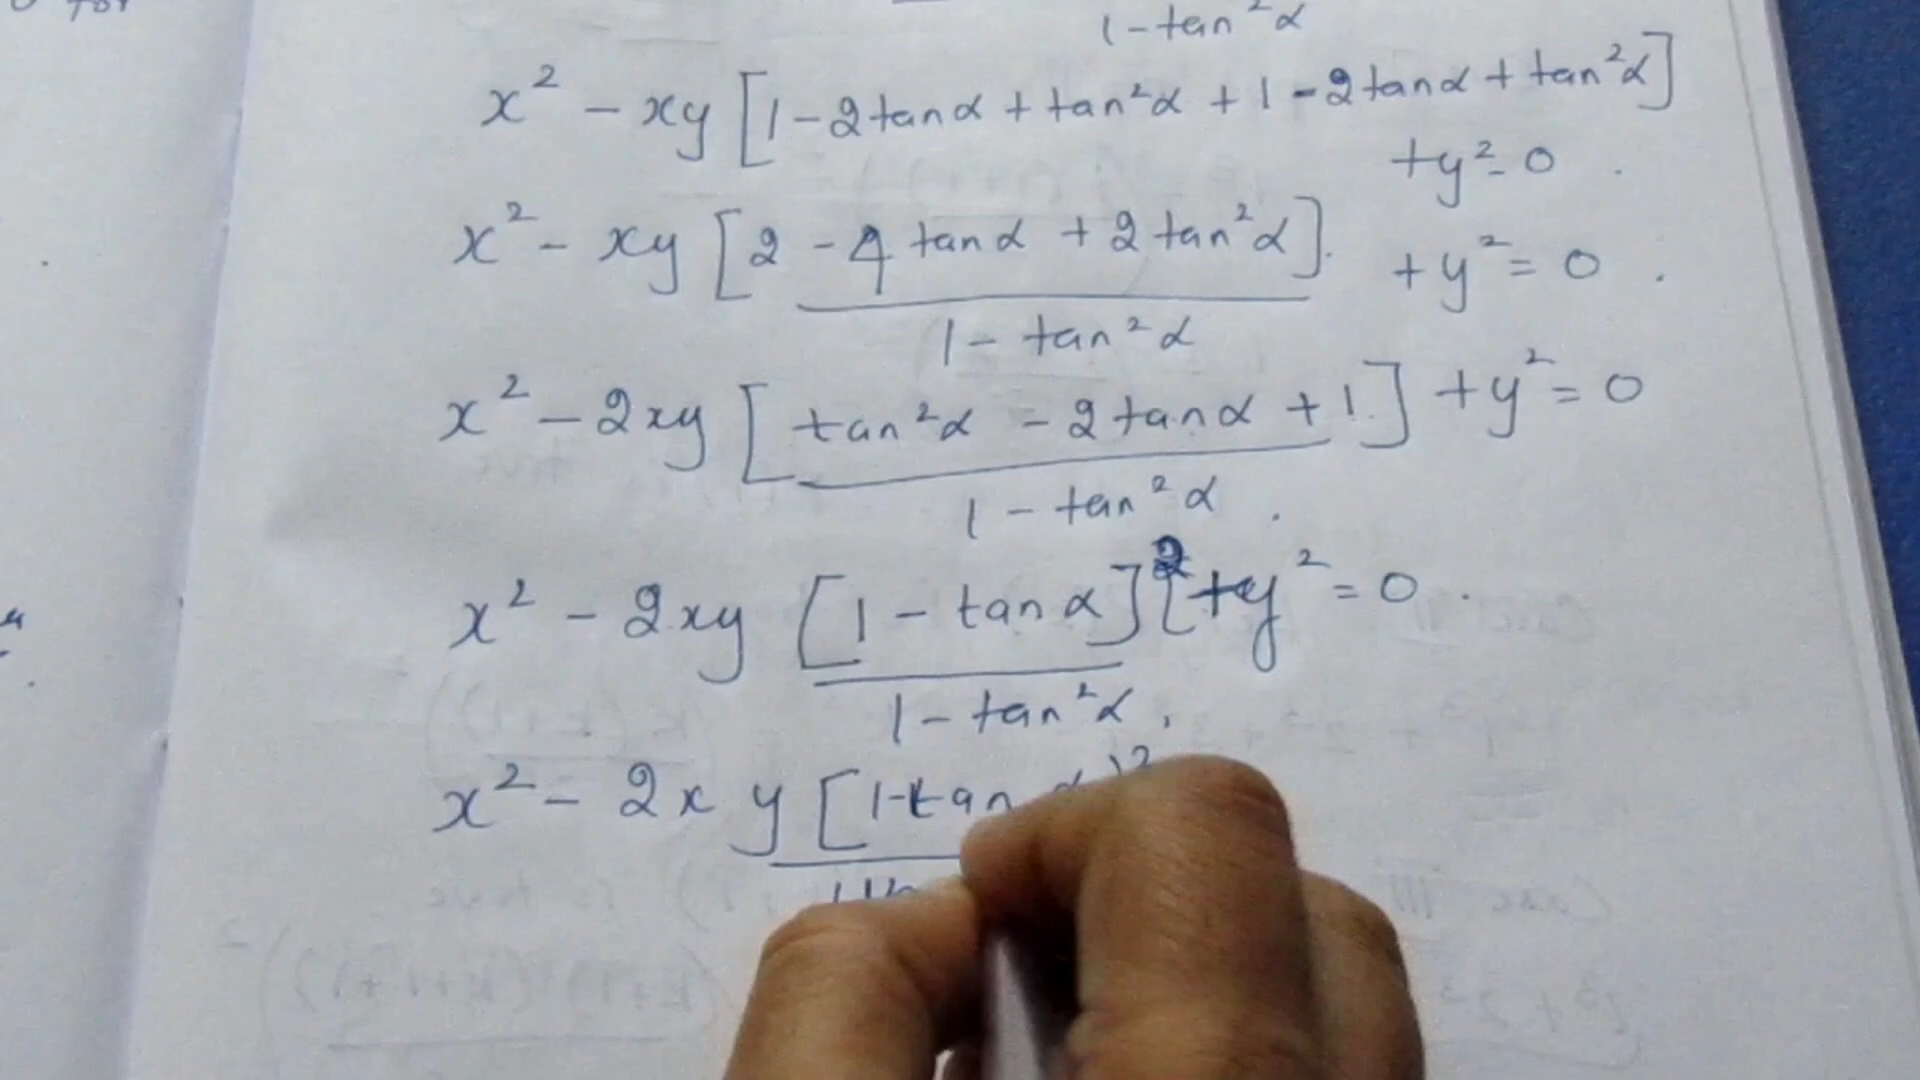 1 - tan²α
x² - xy [1 - 2tanα + tan²α + 1 - 2tanα + tan²α]
+y² = 0
x² - xy [2 - 4 tanα + 2 tan²α] + y² = 0
1 - tan²α
x² - 2xy [tan²α - 2tanα + 1] + y² = 0
1 - tan²α
x² - 2xy [1 - tanα]² + y² = 0
1 - tan²α
x² - 2xy [1 - tan α)²